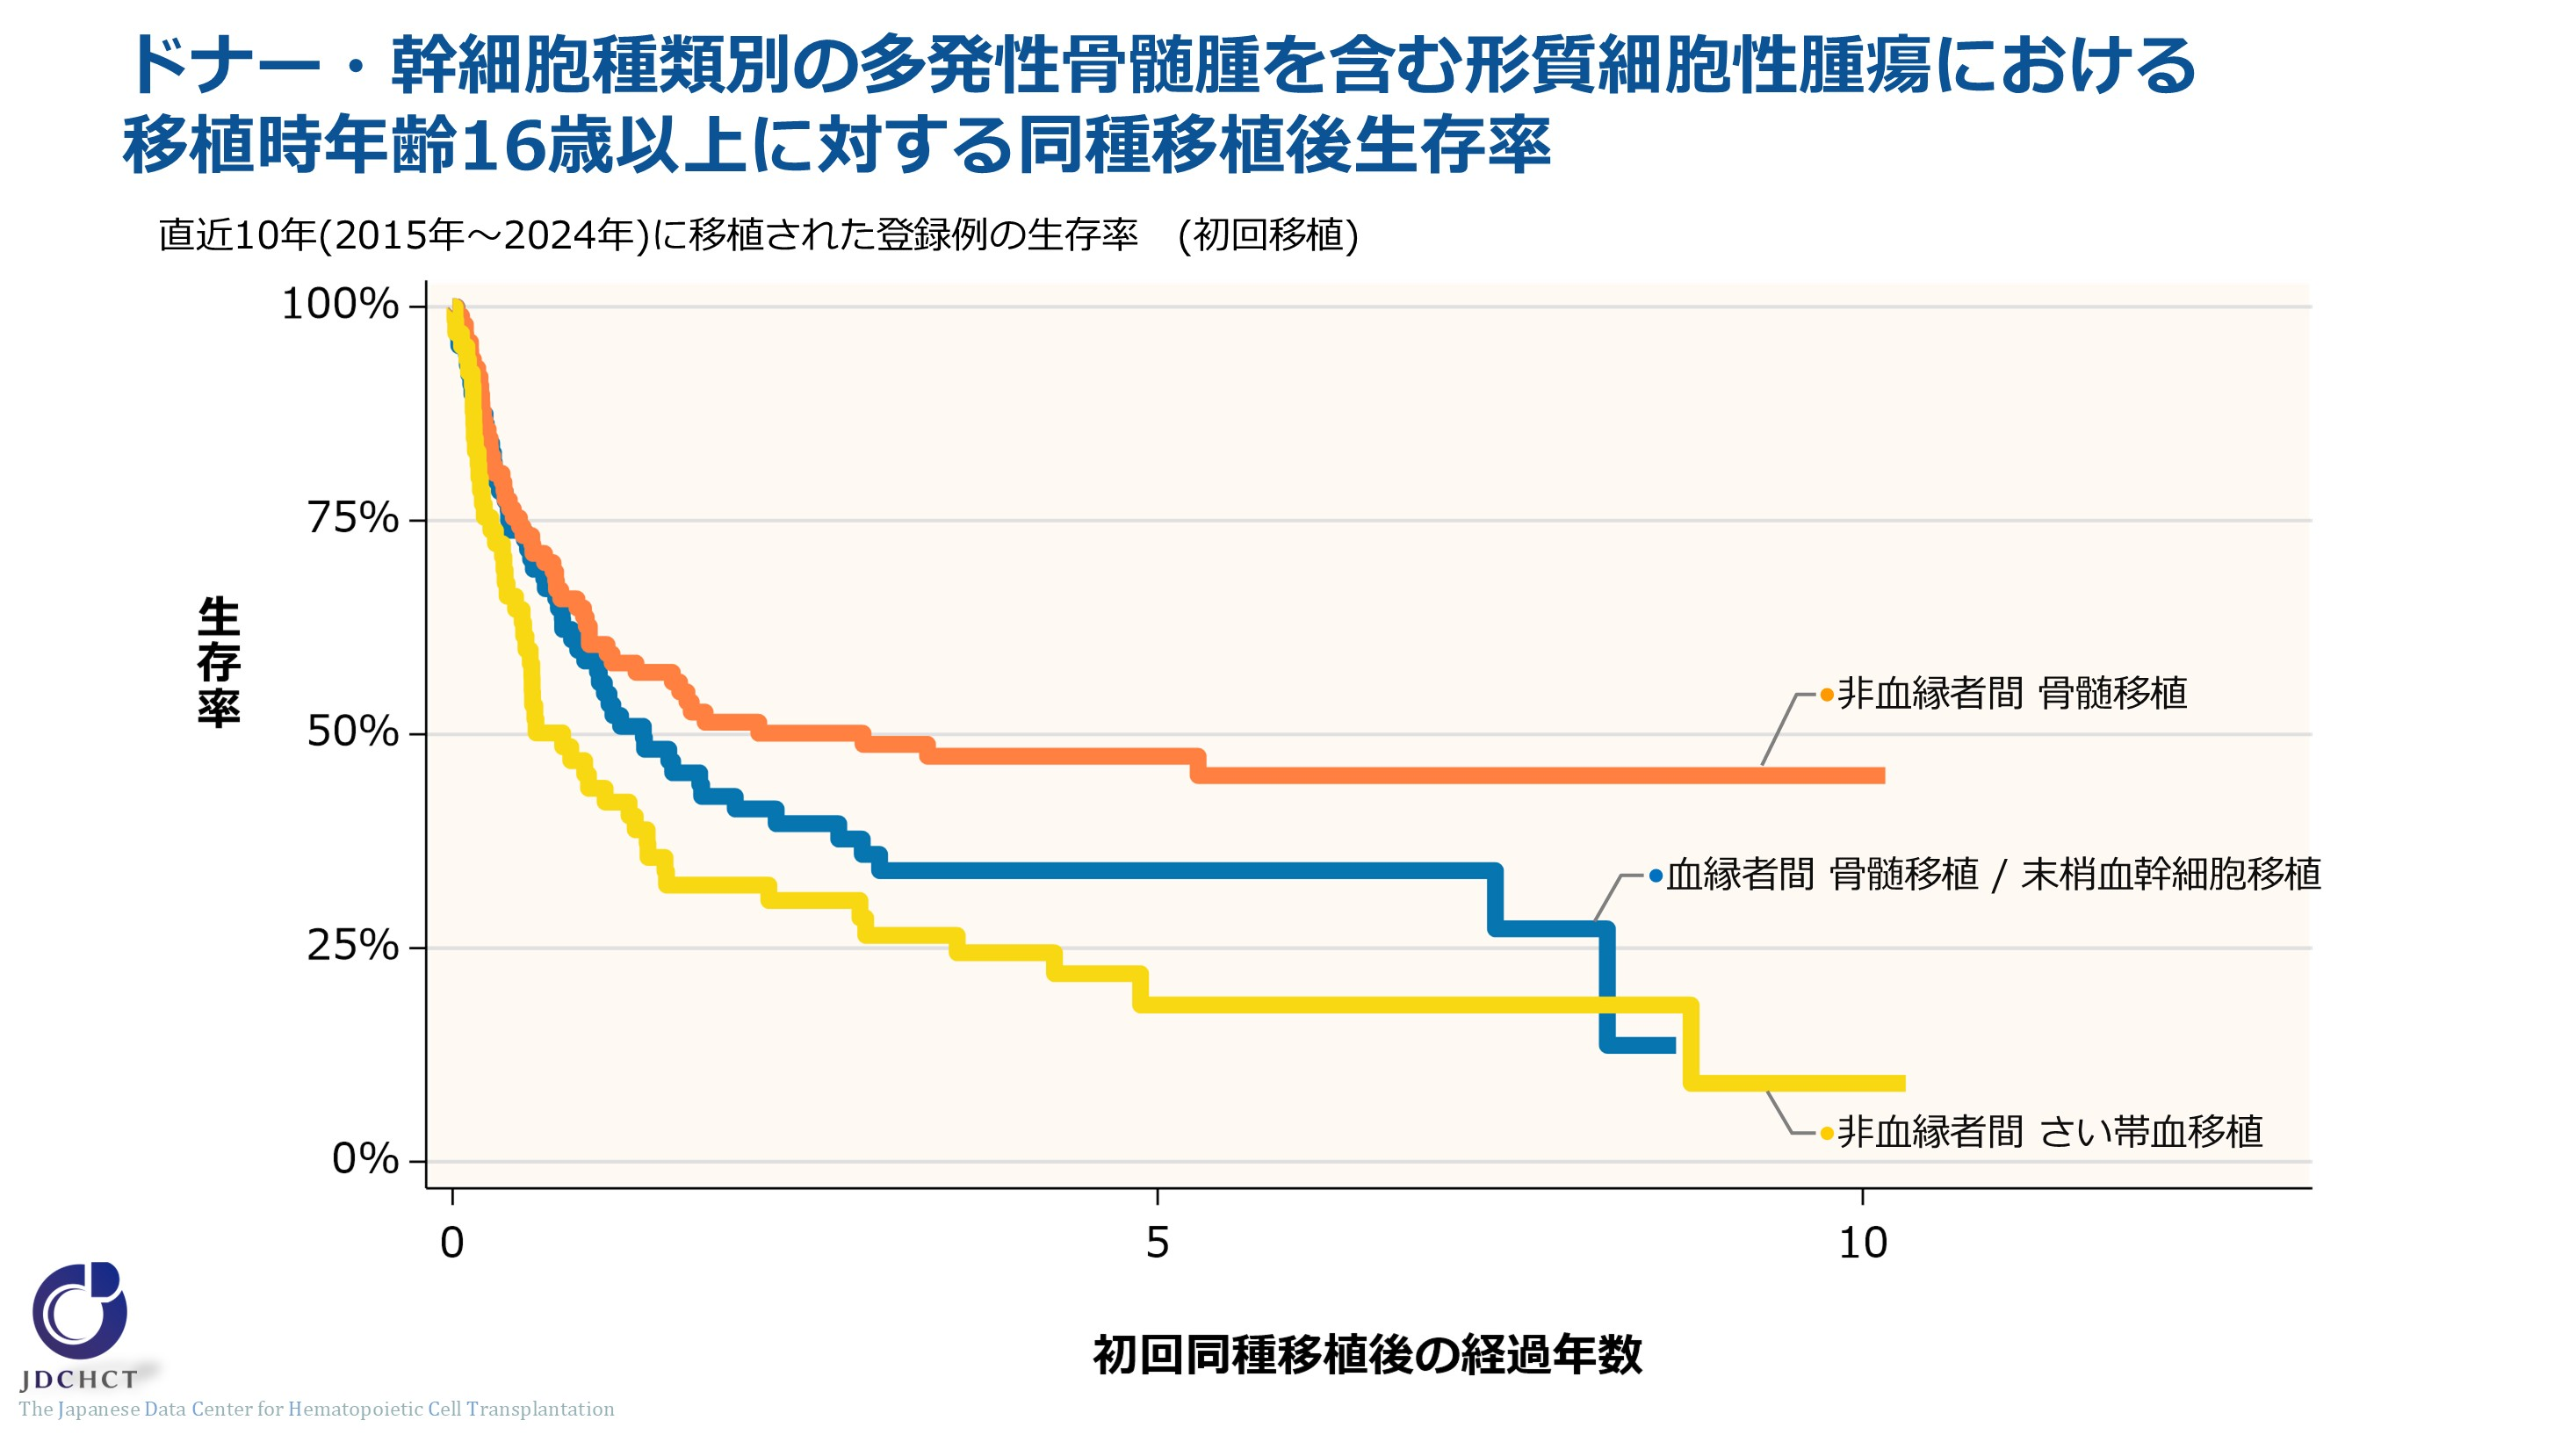 ドナー・幹細胞種類別の多発性骨髄腫を含む形質細胞性腫瘍における
移植時年齢16歳以上に対する同種移植後生存率
直近10年(2015年～2024年)に移植された登録例の生存率　(初回移植)
100%
75%
50%
25%
0%
生存率
非血縁者間 骨髄移植
血縁者間 骨髄移植 / 末梢血幹細胞移植
非血縁者間 さい帯血移植
0
5
10
初回同種移植後の経過年数
JDCHCT
The Japanese Data Center for Hematopoietic Cell Transplantation